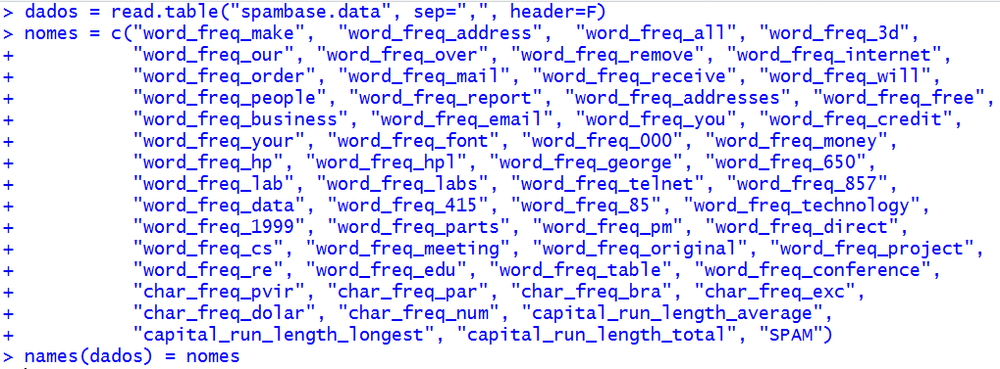 > dados = read.table("spambase.data", sep=",", header=F)
> nomes = c("word_freq_make", "word_freq_address", "word_freq_all", "word_freq_3d",
+ "word_freq_our", "word_freq_over", "word_freq_remove", "word_freq_internet",
+ "word_freq_order", "word_freq_mail", "word_freq_receive", "word_freq_will",
+ "word_freq_people", "word_freq_report", "word_freq_addresses", "word_freq_free",
+ "word_freq_business", "word_freq_email", "word_freq_you", "word_freq_credit",
+ "word_freq_your", "word_freq_font", "word_freq_000", "word_freq_money",
+ "word_freq_hp", "word_freq_hpl", "word_freq_george", "word_freq_650",
+ "word_freq_lab", "word_freq_labs", "word_freq_telnet", "word_freq_857",
+ "word_freq_data", "word_freq_415", "word_freq_85", "word_freq_technology",
+ "word_freq_1999", "word_freq_parts", "word_freq_pm", "word_freq_direct",
+ "word_freq_cs", "word_freq_meeting", "word_freq_original", "word_freq_project",
+ "word_freq_re", "word_freq_edu", "word_freq_table", "word_freq_conference",
+ "char_freq_pvir", "char_freq_par", "char_freq_bra", "char_freq_exc",
+ "char_freq_dolar", "char_freq_num", "capital_run_length_average",
+ "capital_run_length_longest", "capital_run_length_total", "SPAM")
> names(dados) = nomes